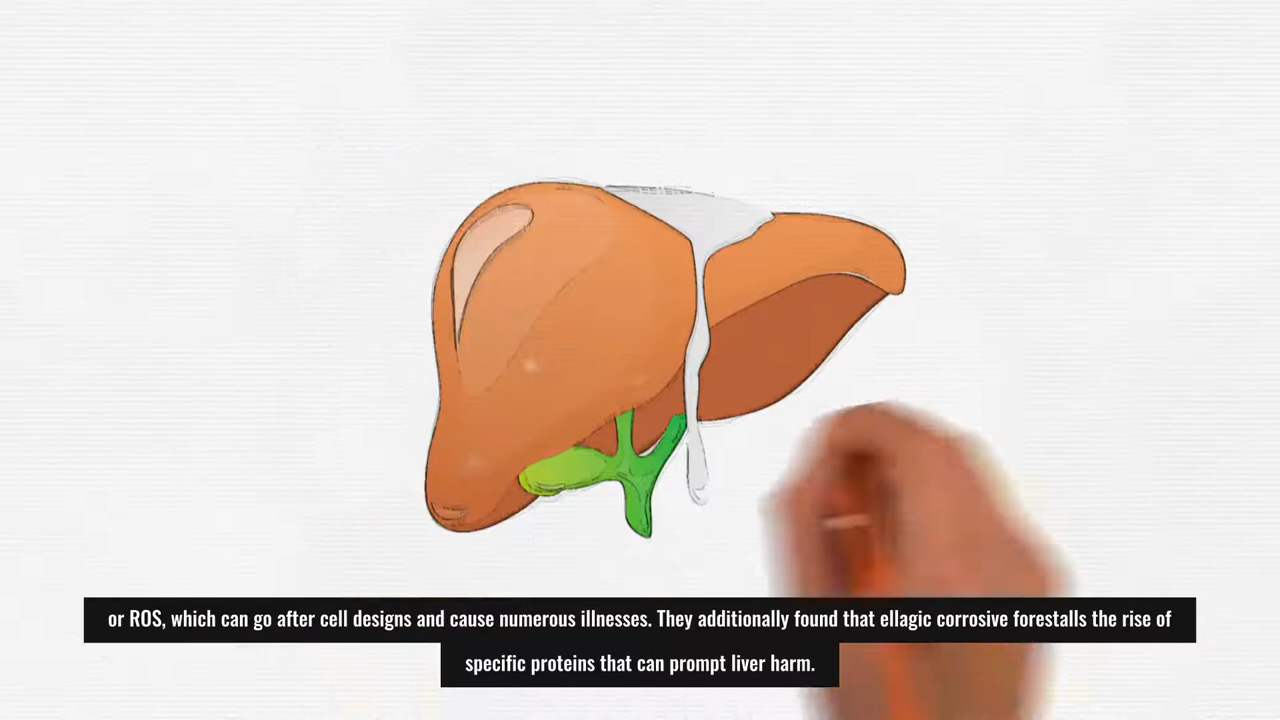 or ROS, which can go after cell designs and cause numerous illnesses. They additionally found that ellagic corrosive forestalls the rise of
specific proteins that can prompt liver harm.